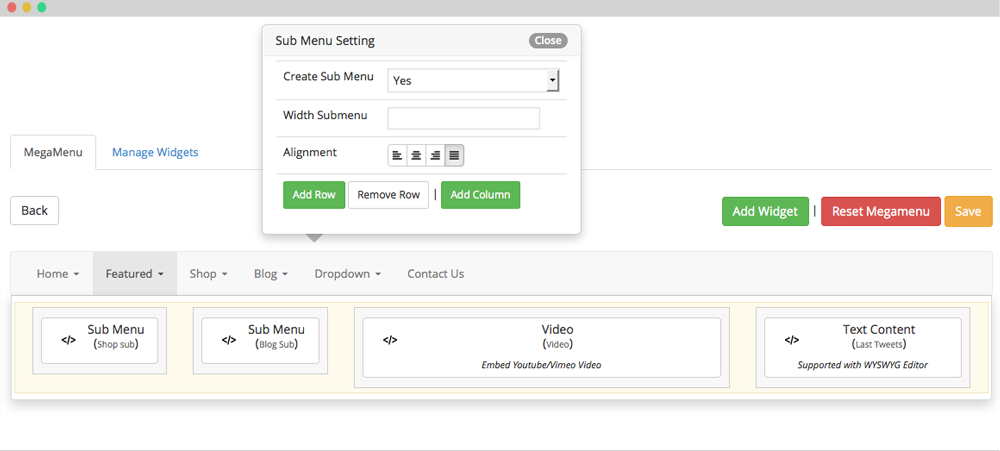 Sub Menu Setting Close
Create Sub Menu Yes
Width Submenu
Alignment
Add Row Remove Row | Add Column
MegaMenu Manage Widgets
Back Add Widget | Reset Megamenu Save
Home Featured Shop Blog Dropdown Contact Us
</> Sub Menu
(Shop sub)
</> Sub Menu
(Blog Sub)
</> Video
(Video)
Embed Youtube/Vimeo Video
</> Text Content
(Last Tweets)
Supported with WYSWYG Editor